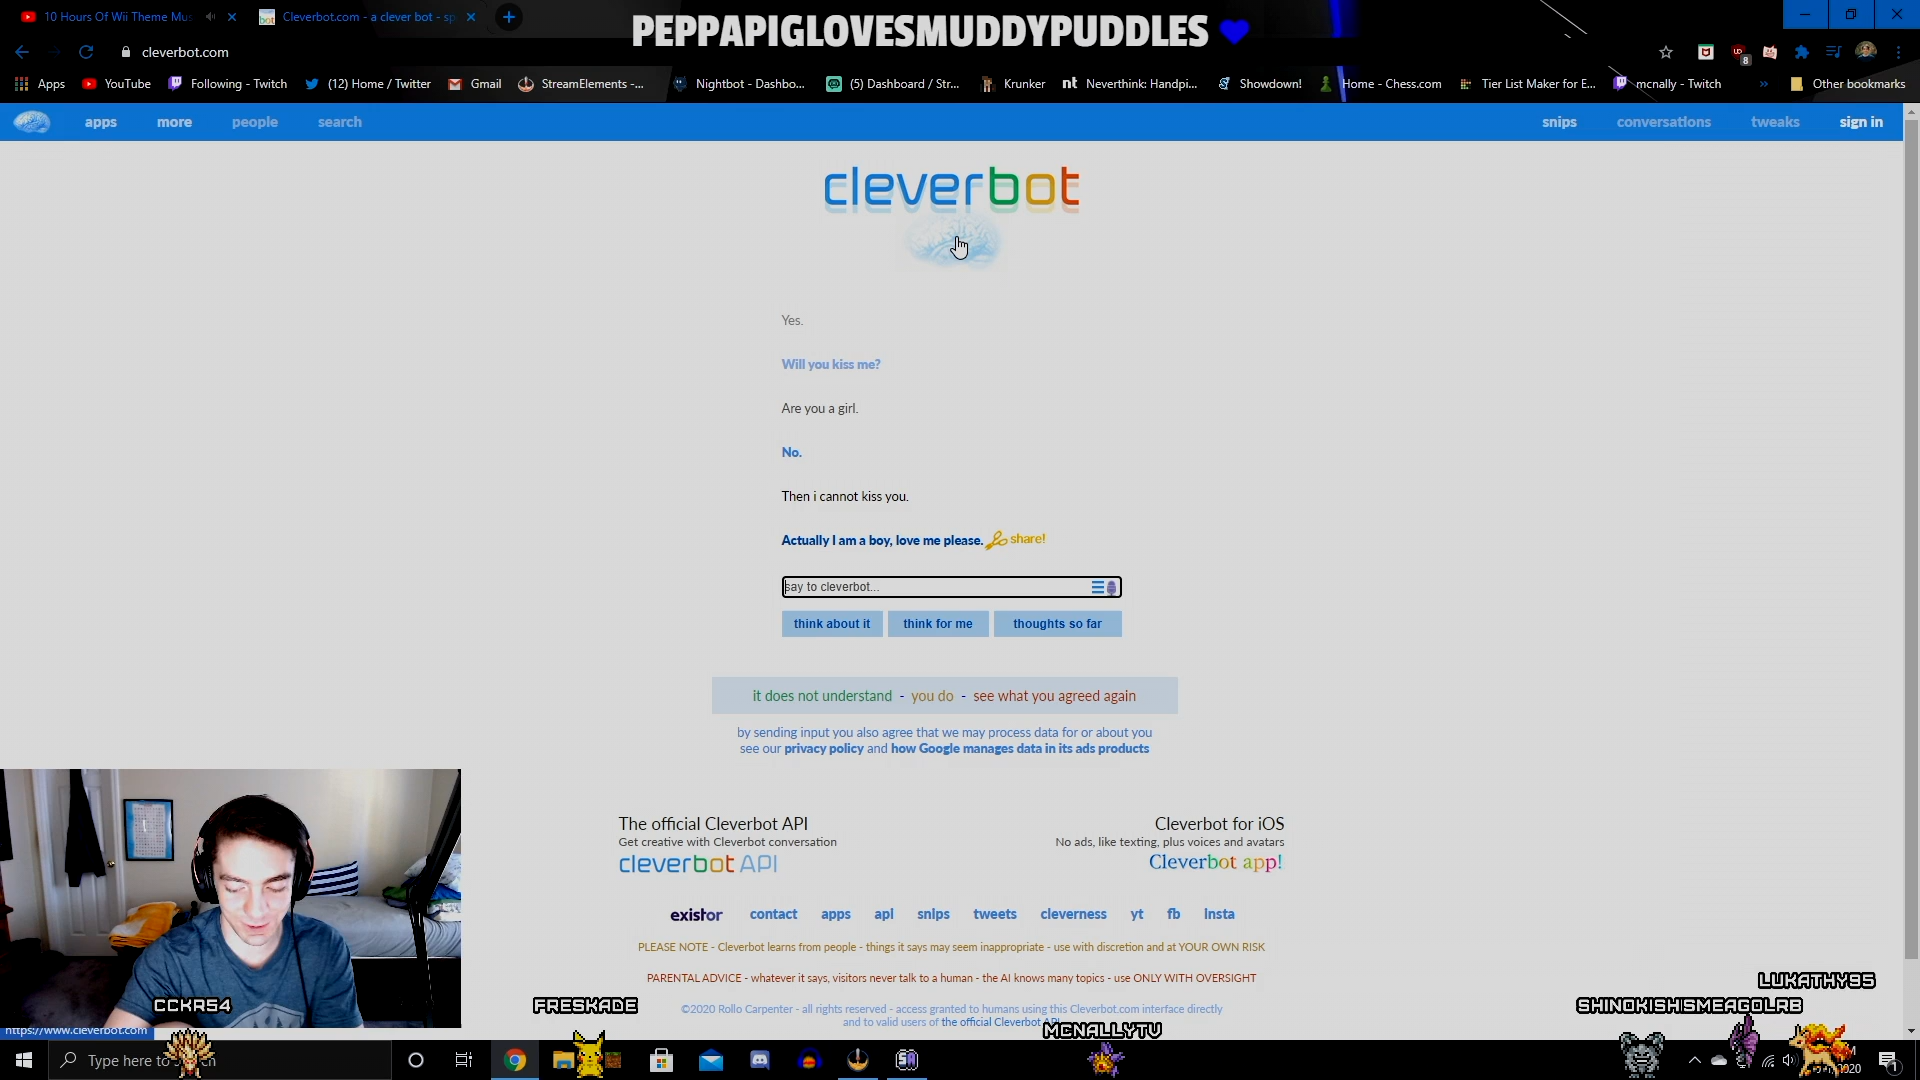 10 Hours Of Wii Theme Mus
Cleverbot.com - a clever bot - sp
PEPPAPIGLOVESMUDDYPUDDLES
cleverbot.com
8
Apps
YouTube
Following - Twitch
(12) Home / Twitter
Gmail
StreamElements -...
Nightbot - Dashbo...
(5) Dashboard / Str...
Krunker
Neverthink: Handpi...
Showdown!
Home - Chess.com
Tier List Maker for E...
mcnally - Twitch
Other bookmarks
apps
more
people
search
snips
conversations
tweaks
sign in
cleverbot
Yes.
Will you kiss me?
Are you a girl.
No.
Then i cannot kiss you.
Actually I am a boy, love me please.
share!
say to cleverbot...
think about it
think for me
thoughts so far
it does not understand - you do - see what you agreed again
by sending input you also agree that we may process data for or about you
see our privacy policy and how Google manages data in its ads products
The official Cleverbot API
Get creative with Cleverbot conversation
cleverbot API
Cleverbot for iOS
No ads, like texting, plus voices and avatars
Cleverbot app!
existor
contact
apps
api
snips
tweets
cleverness
yt
fb
insta
PLEASE NOTE - Cleverbot learns from people - things it says may seem inappropriate - use with discretion and at YOUR OWN RISK
PARENTAL ADVICE - whatever it says, visitors never talk to a human - the AI knows many topics - use ONLY WITH OVERSIGHT
©2020 Rollo Carpenter - all rights reserved - access granted to humans using this Cleverbot.com interface directly
and to valid users of the official Cleverbot API
CCKR54
FRESKADE
MCNALLYTV
LUKATHY95
SHINOKISHISMEAGOLRB
https://www.cleverbot.com
Type here to
1